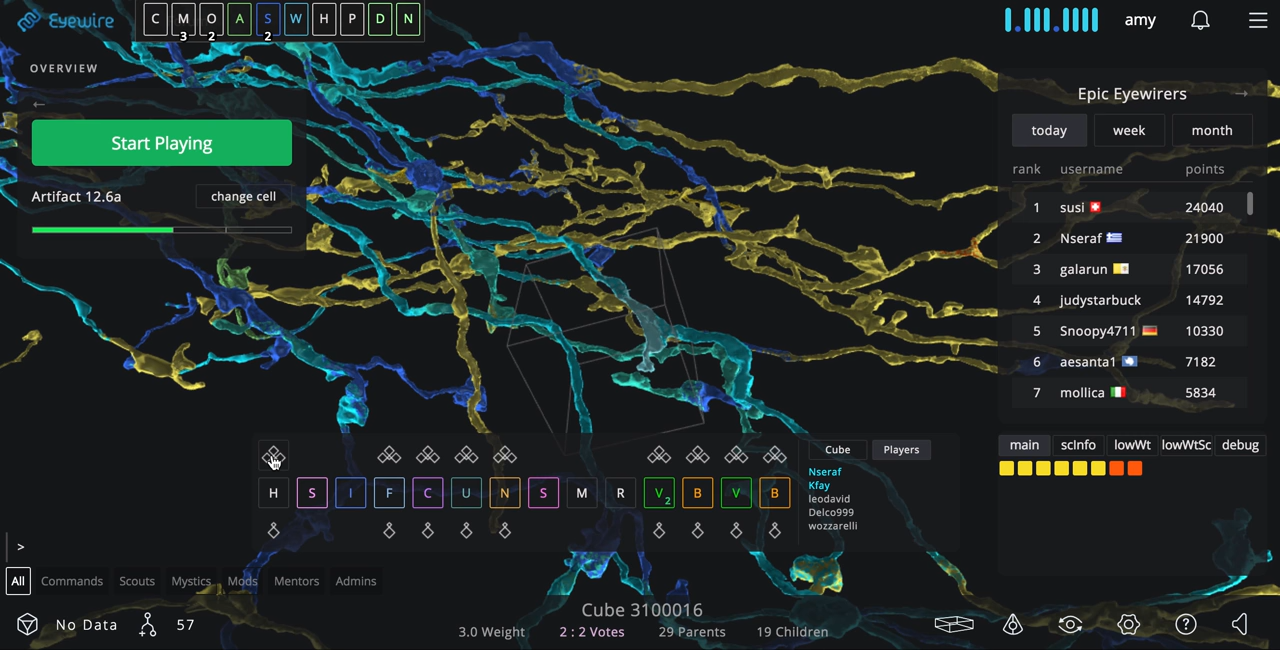 Eyewire
C M O A S W H P D N
3 2 2
amy
OVERVIEW
←
Start Playing
Artifact 12.6a
change cell
Epic Eyewirers →
today week month
rank username points
1 susi 24040
2 Nseraf 21900
3 galarun 17056
4 judystarbuck 14792
5 Snoopy4711 10330
6 aesanta1 7182
7 mollica 5834
main scInfo lowWt lowWtSc debug
H S I F C U N S M R V2 B V B
Cube Players
Nseraf
Kfay
leodavid
Delco999
wozzarelli
>
All Commands Scouts Mystics Mods Mentors Admins
No Data 57
Cube 3100016
3.0 Weight 2 : 2 Votes 29 Parents 19 Children